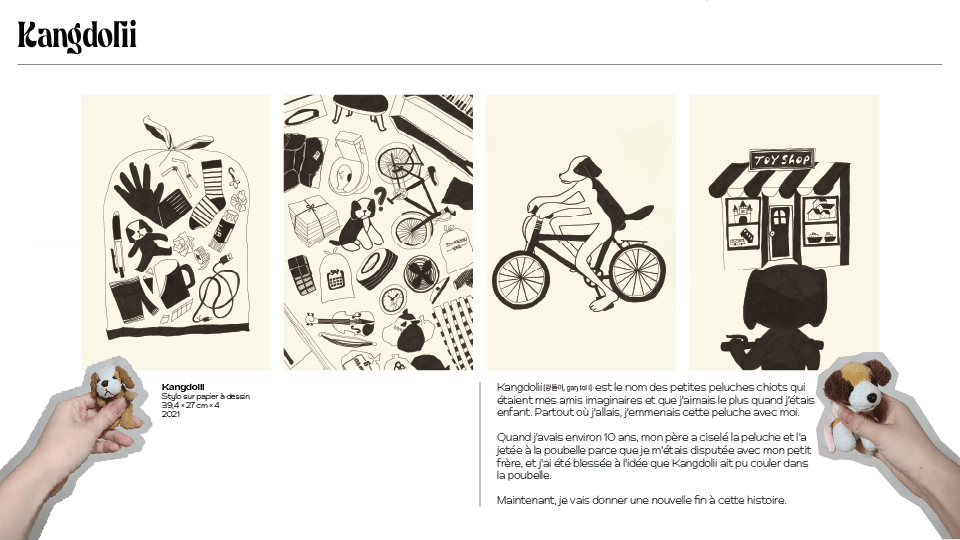 Kangdolii
TOY SHOP
Kangdolii
Stylo sur papier à dessin
39,4 × 27 cm × 4
2021
Kangdolii(강돌이, gaŋ tol i) est le nom des petites peluches chiots qui
étaient mes amis imaginaires et que j'aimais le plus quand j'étais
enfant. Partout où j'allais, j'emmenais cette peluche avec moi.
Quand j'avais environ 10 ans, mon père a ciselé la peluche et l'a
jetée à la poubelle parce que je m'étais disputée avec mon petit
frère, et j'ai été blessée à l'idée que Kangdolii ait pu couler dans
la poubelle.
Maintenant, je vais donner une nouvelle fin à cette histoire.